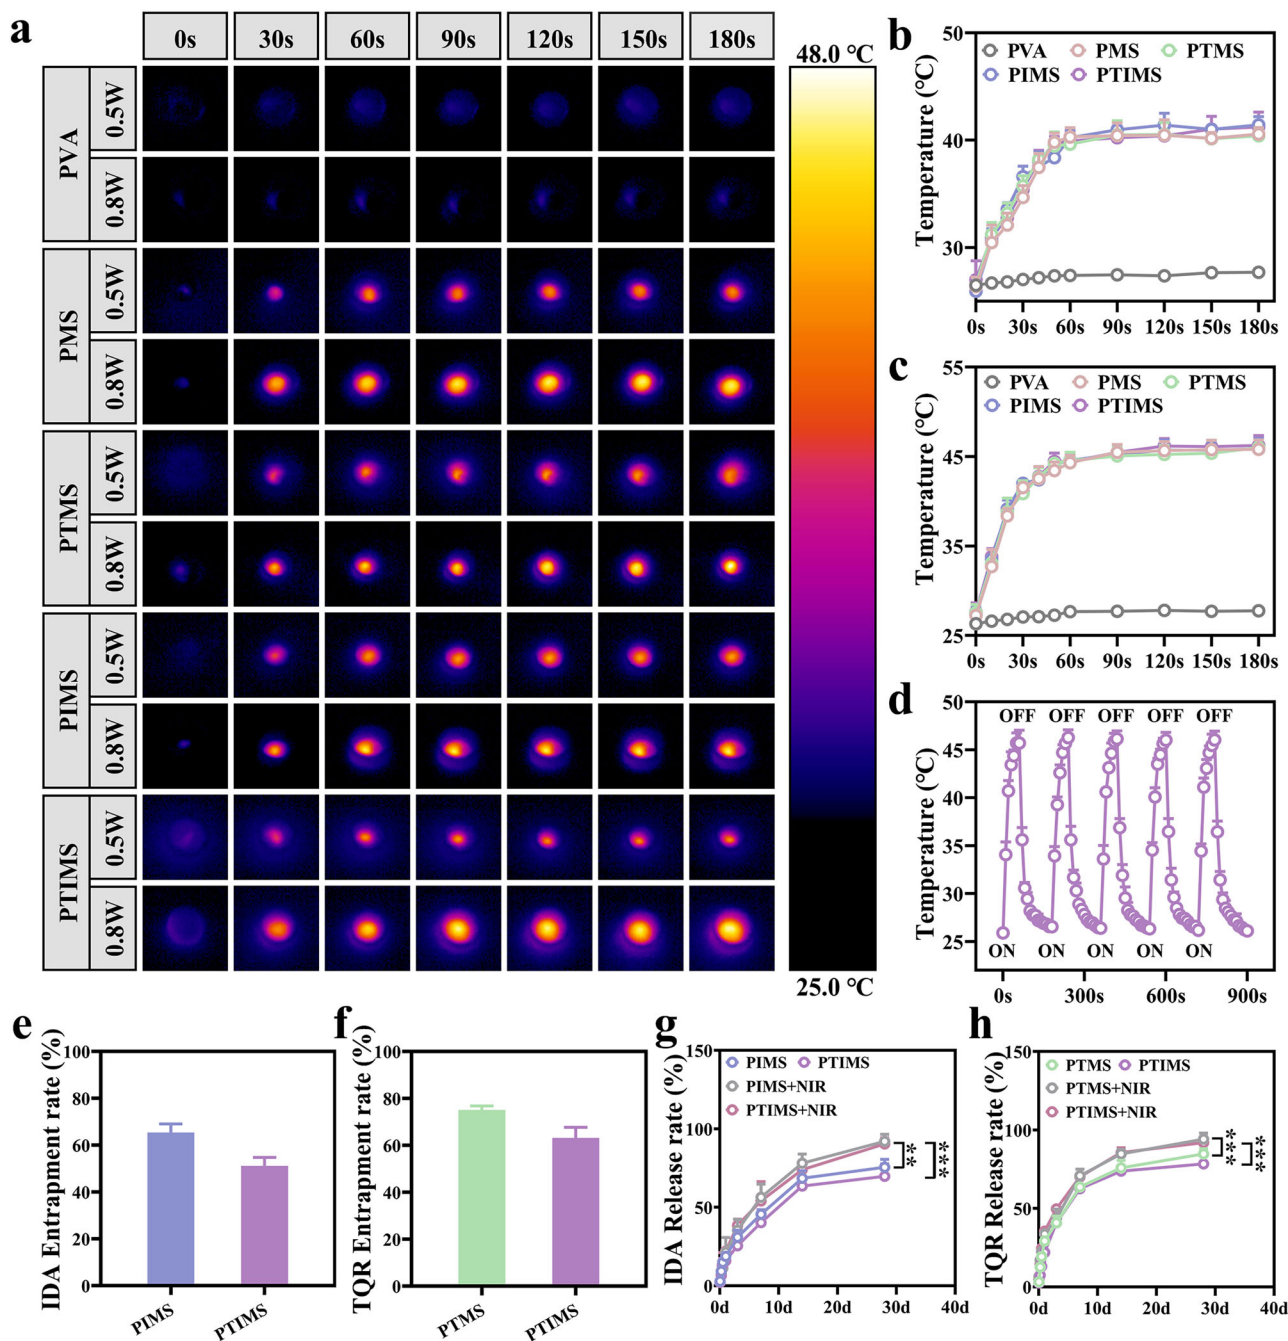 a
0s 30s 60s 90s 120s 150s 180s
PVA
0.5W
0.8W
PMS
0.5W
0.8W
PTMS
0.5W
0.8W
PIMS
0.5W
0.8W
PTIMS
0.5W
0.8W
48.0 °C
25.0 °C
b
Temperature (°C)
50
40
30
PVA PMS PTMS
PIMS PTIMS
0s 30s 60s 90s 120s 150s 180s
c
Temperature (°C)
55
45
35
25
PVA PMS PTMS
PIMS PTIMS
0s 30s 60s 90s 120s 150s 180s
d
Temperature (°C)
50
45
40
35
30
25
OFF OFF OFF OFF OFF
ON ON ON ON ON
0s 300s 600s 900s
e
IDA Entrapment rate (%)
100
80
60
40
20
0
PIMS PTIMS
f
TQR Entrapment rate (%)
100
80
60
40
20
0
PTMS PTIMS
g
IDA Release rate (%)
150
100
50
0
PIMS PTIMS
PIMS+NIR
PTIMS+NIR
**
***
0d 10d 20d 30d 40d
h
TQR Release rate (%)
150
100
50
0
PTMS PTIMS
PTMS+NIR
PTIMS+NIR
***
***
0d 10d 20d 30d 40d